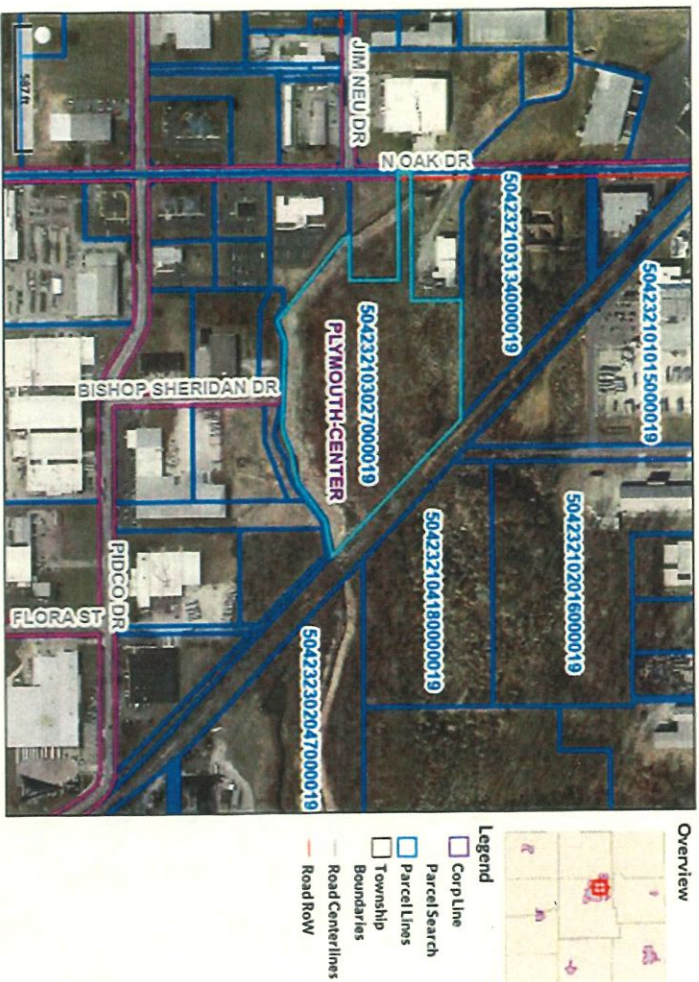 JIM NEU DR
N OAK DR
504232101015000019
504232103134000019
504232103027000019
PLYMOUTH-CENTER
BISHOP SHERIDAN DR
504232102016000019
504232104180000019
PIDCO DR
FLORA ST
504232302047000019
ft
Overview
Legend
Corp Line
Parcel Search
Parcel Lines
Township
Boundaries
Road Centerlines
Road RoW